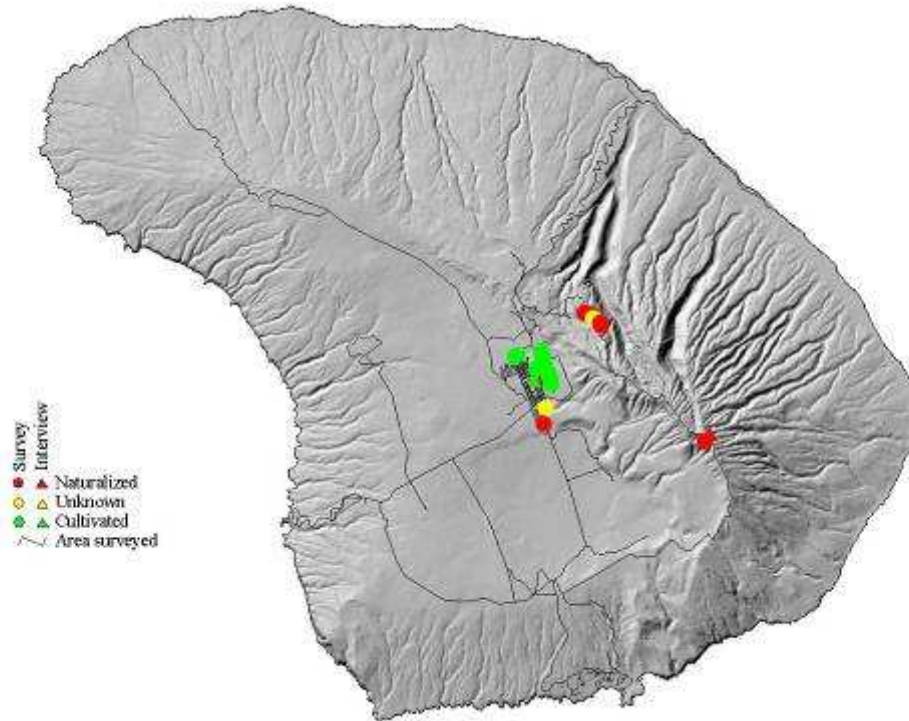 Survey
Interview
Naturalized
Unknown
Cultivated
Area surveyed